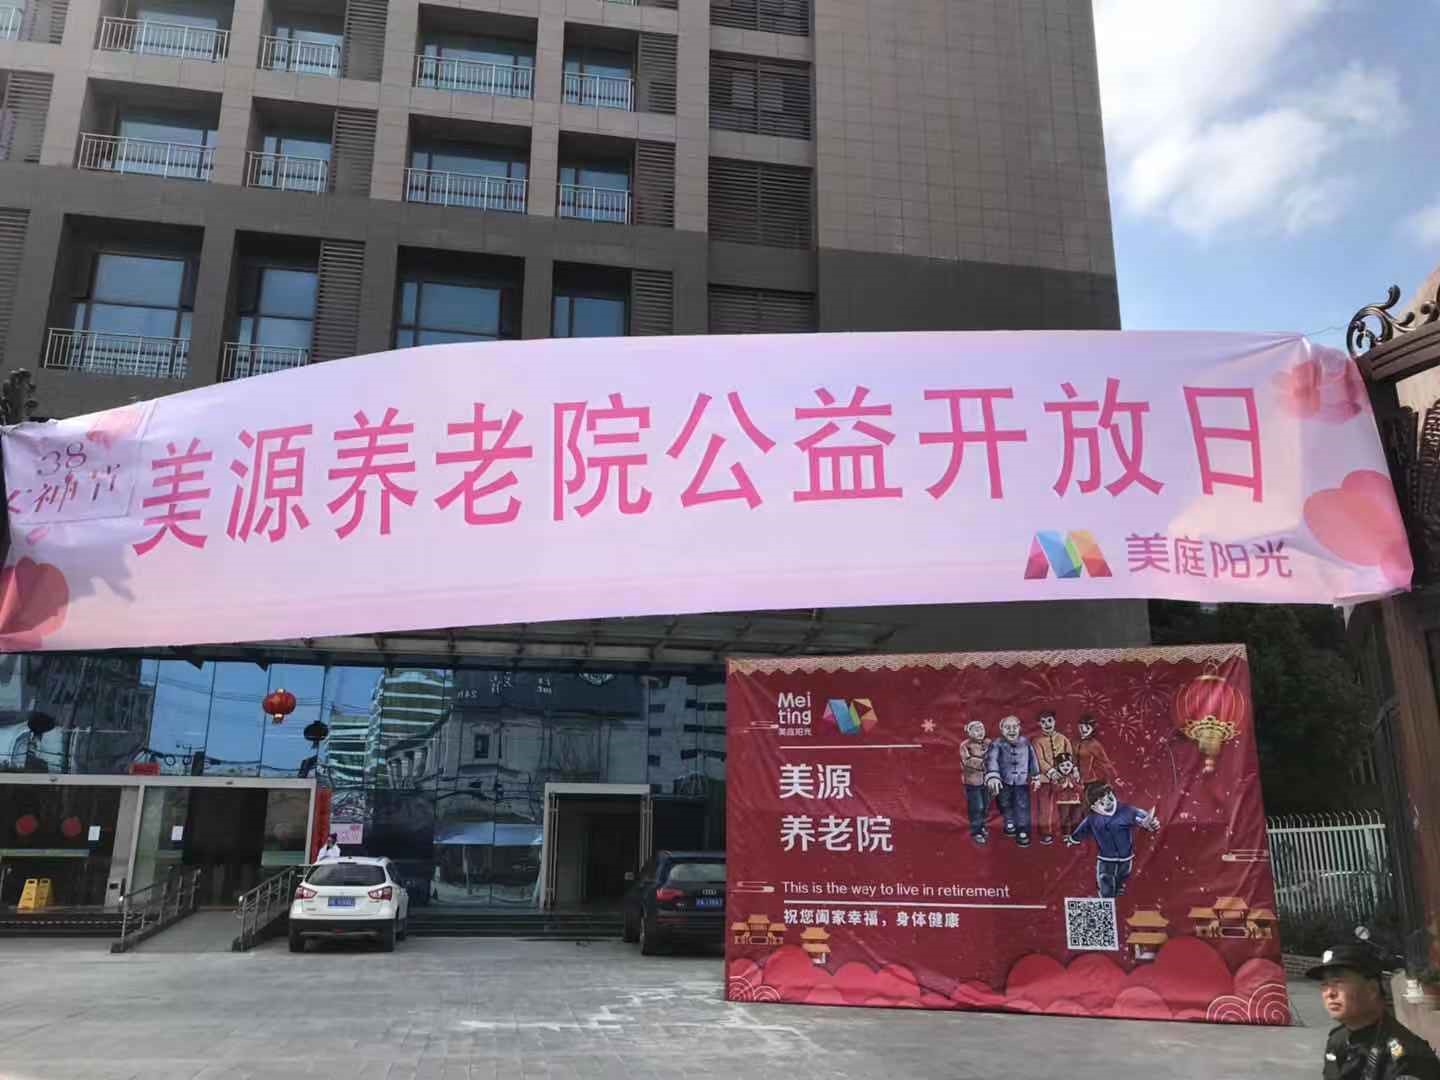 38
女神节
美源养老院公益开放日
美庭阳光
Mei
ting
美庭阳光
美源
养老院
This is the way to live in retirement
祝您阖家幸福，身体健康
24h